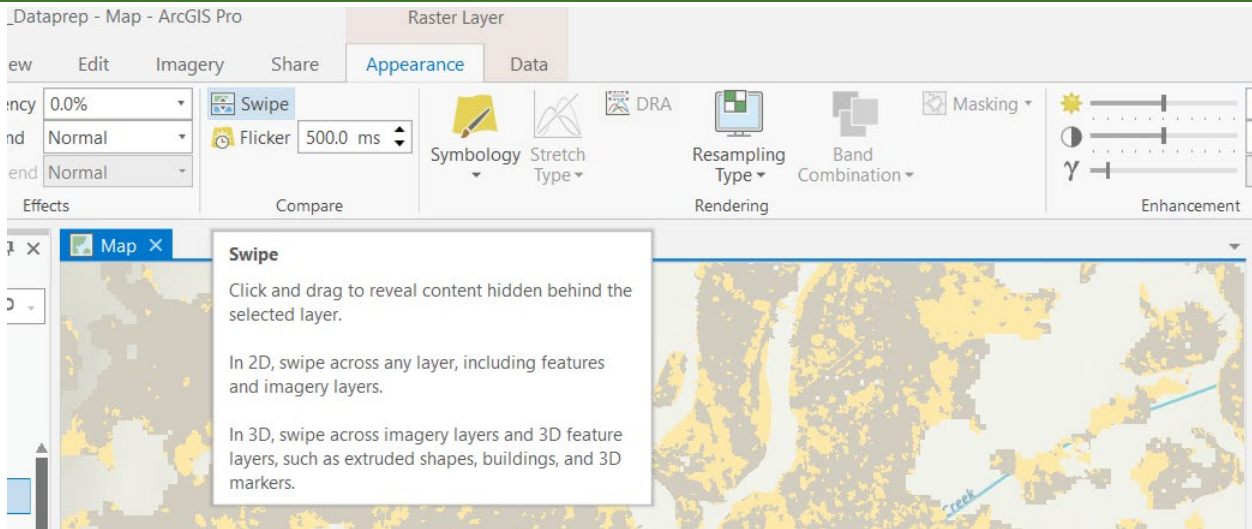 _Dataprep - Map - ArcGIS Pro
Raster Layer
ew Edit Imagery Share Appearance Data
ency 0.0%
Swipe
DRA
Masking
nd Normal
Flicker 500.0 ms
Symbology Stretch Type
Resampling Type
Band Combination
end Normal
γ
Effects Compare Rendering Enhancement
Map
Swipe
Click and drag to reveal content hidden behind the
selected layer.
In 2D, swipe across any layer, including features
and imagery layers.
In 3D, swipe across imagery layers and 3D feature
layers, such as extruded shapes, buildings, and 3D
markers.
Creek